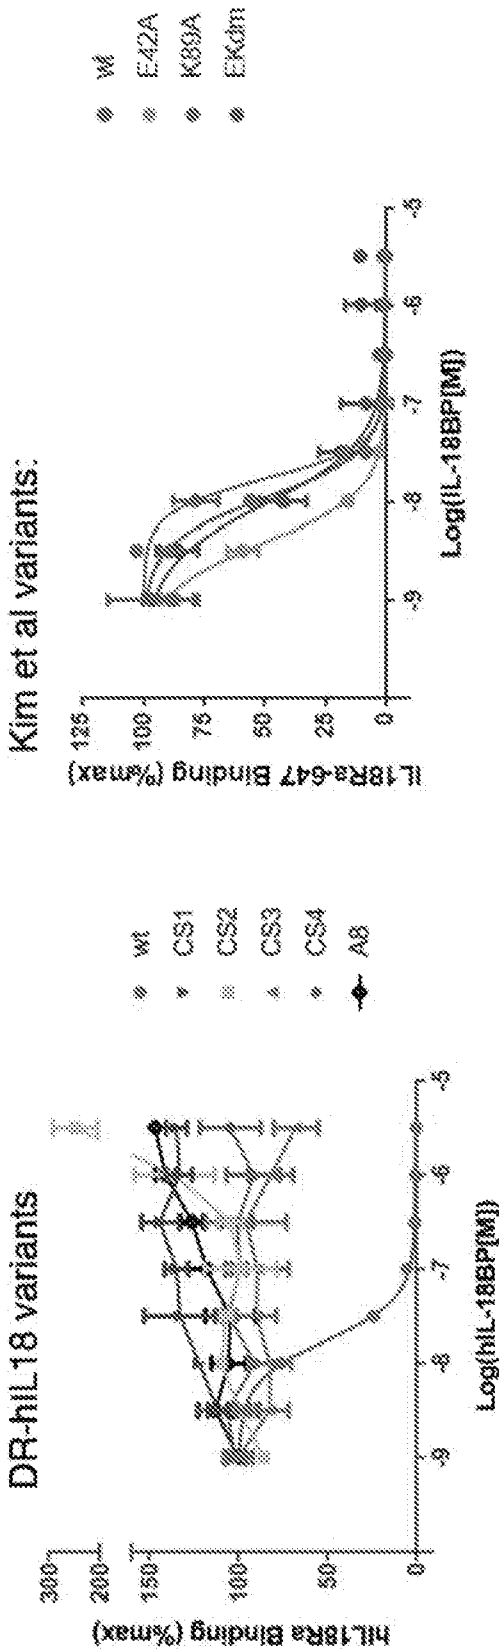 DR-hIL18 variants
hIL18Ra Binding (%max)
300
200
150
100
50
0
-9
-8
-7
-6
-5
Log(hIL-18BP[M])
wt
CS1
CS2
CS3
CS4
A8
Kim et al variants:
IL18Ra-647 Binding (%max)
125
100
75
50
25
0
-9
-8
-7
-6
-5
Log(IL-18BP[M])
wt
E42A
K89A
EKdm